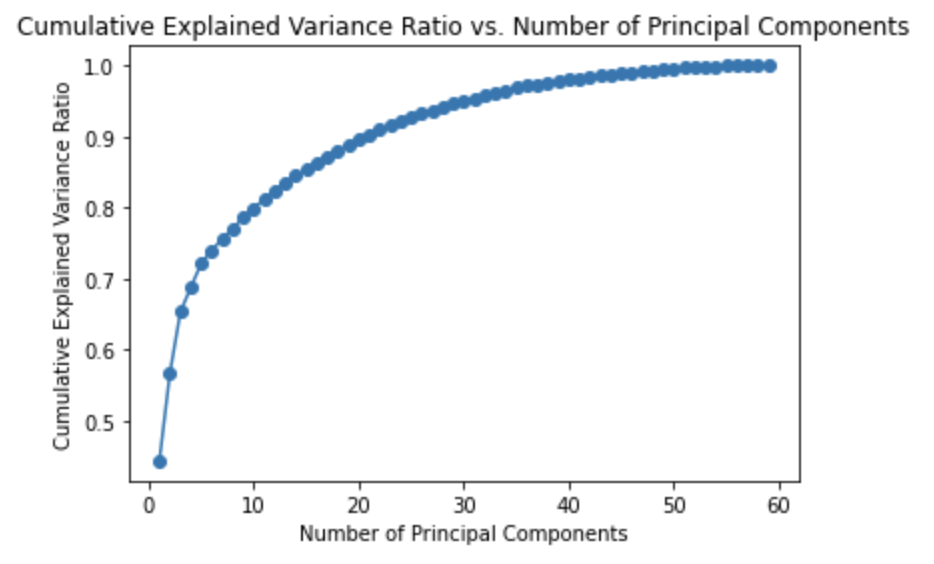 Cumulative Explained Variance Ratio vs. Number of Principal Components
Cumulative Explained Variance Ratio
1.0
0.9
0.8
0.7
0.6
0.5
0 10 20 30 40 50 60
Number of Principal Components